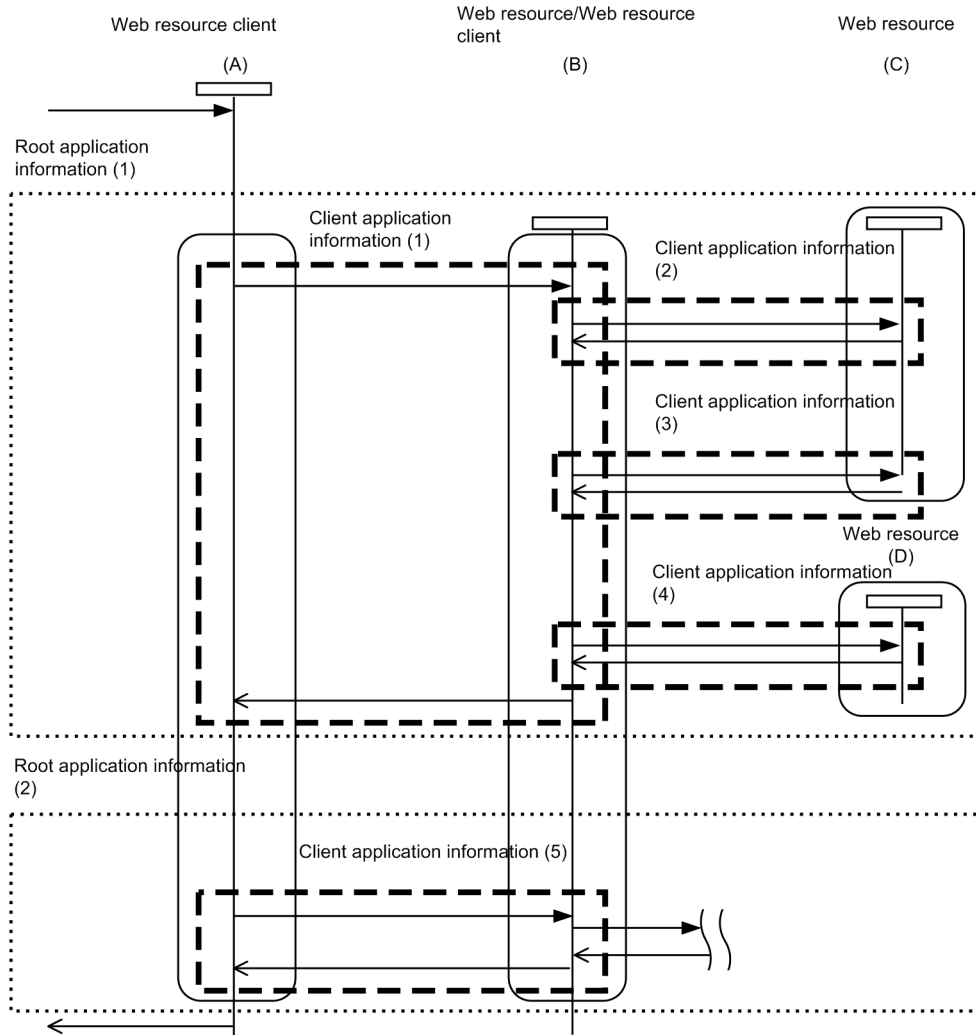 Web resource client
(A)
Web resource/Web resource
client
(B)
Web resource
(C)
Root application
information (1)
Client application
information (1)
Client application information
(2)
Client application information
(3)
Web resource
(D)
Client application information
(4)
Root application information
(2)
Client application information (5)